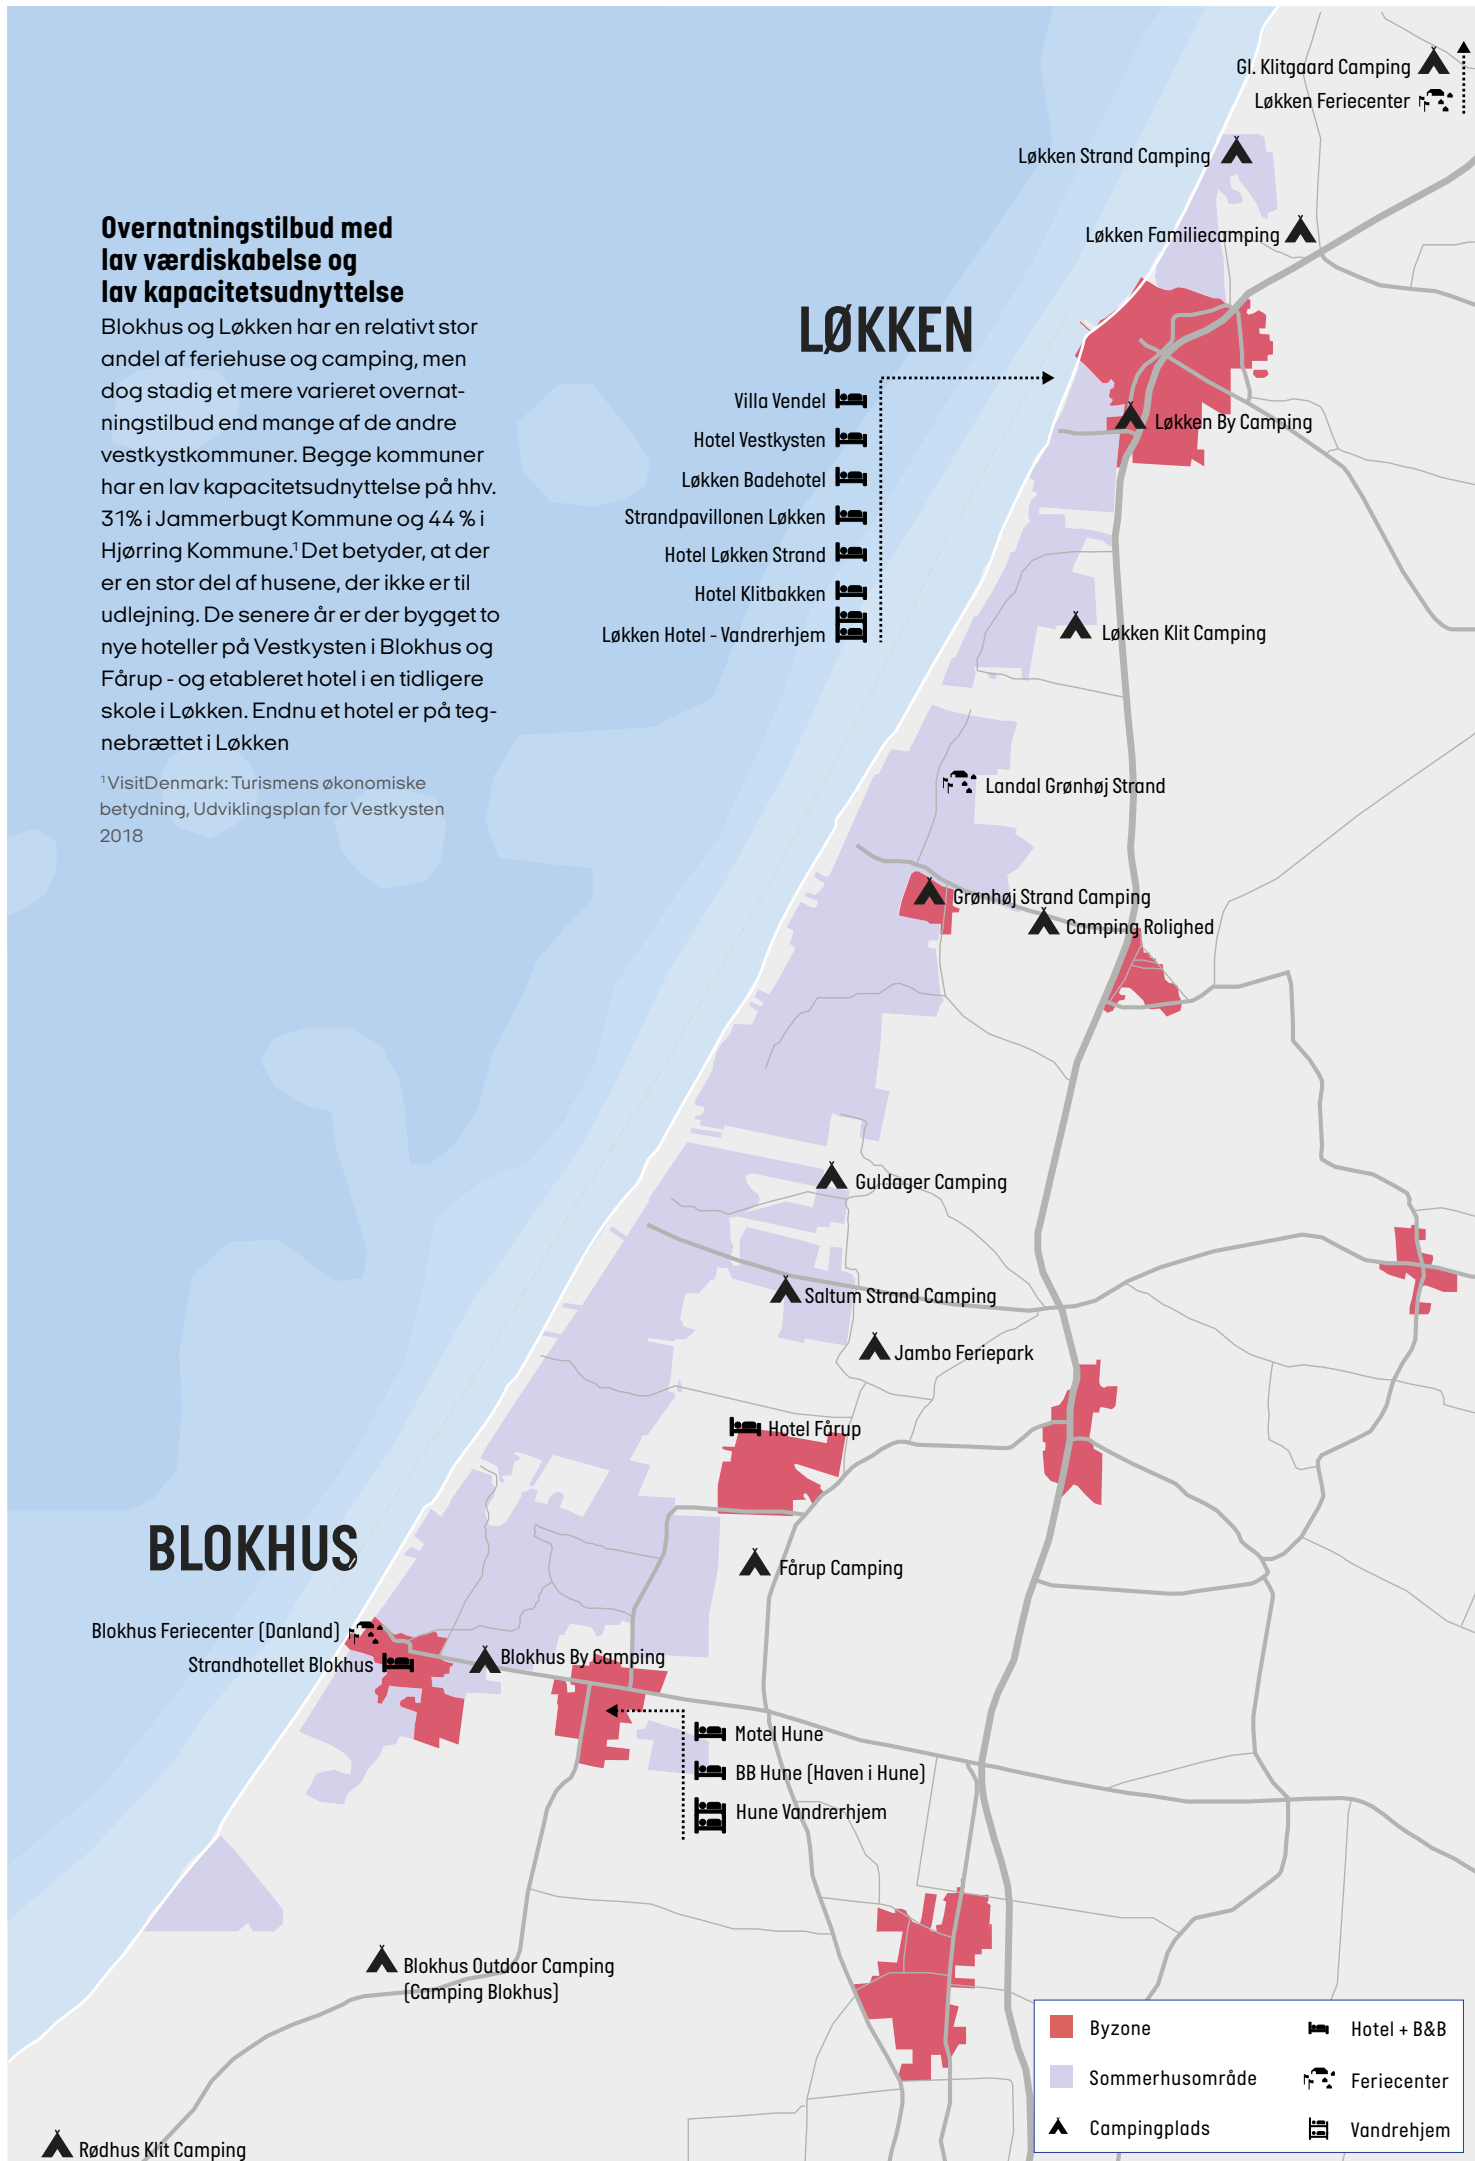 Gl. Klitgaard Camping
Løkken Feriecenter
Løkken Strand Camping
Løkken Familiecamping
Overnatningstilbud med
lav værdiskabelse og
lav kapacitetsudnyttelse
Blokhus og Løkken har en relativt stor
andel af feriehuse og camping, men
dog stadig et mere varieret overnat-
ningstilbud end mange af de andre
vestkystkommuner. Begge kommuner
har en lav kapacitetsudnyttelse på hhv.
31% i Jammerbugt Kommune og 44 % i
Hjørring Kommune.¹ Det betyder, at der
er en stor del af husene, der ikke er til
udlejning. De senere år er der bygget to
nye hoteller på Vestkysten i Blokhus og
Fårup - og etableret hotel i en tidligere
skole i Løkken. Endnu et hotel er på teg-
nebrættet i Løkken
¹ VisitDenmark: Turismens økonomiske
betydning, Udviklingsplan for Vestkysten
2018
LØKKEN
Villa Vendel
Hotel Vestkysten
Løkken Badehotel
Strandpavillonen Løkken
Hotel Løkken Strand
Hotel Klitbakken
Løkken Hotel - Vandrerhjem
Løkken By Camping
Løkken Klit Camping
Landal Grønhøj Strand
Grønhøj Strand Camping
Camping Rolighed
Guldager Camping
Saltum Strand Camping
Jambo Feriepark
Hotel Fårup
Fårup Camping
BLOKHUS
Blokhus Feriecenter (Danland)
Strandhotellet Blokhus
Blokhus By Camping
Motel Hune
BB Hune (Haven i Hune)
Hune Vandrerhjem
Blokhus Outdoor Camping
(Camping Blokhus)
Rødhus Klit Camping
Byzone
Sommerhusområde
Campingplads
Hotel + B&B
Feriecenter
Vandrehjem